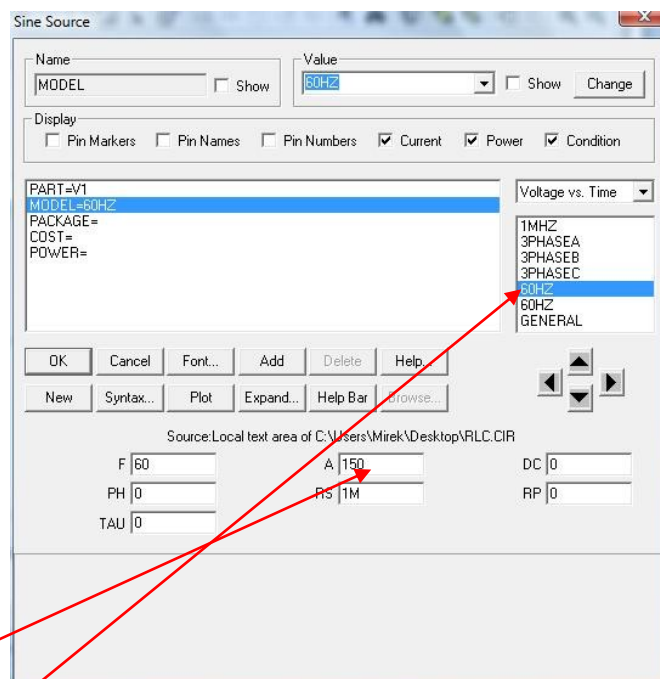 Sine Source
Name
MODEL
Show
Value
60HZ
Show
Change
Display
Pin Markers Pin Names Pin Numbers Current Power Condition
PART=V1
MODEL=60HZ
PACKAGE=
COST=
POWER=
Voltage vs. Time
1MHZ
3PHASEA
3PHASEB
3PHASEC
60HZ
60HZ
GENERAL
OK Cancel Font... Add Delete Help...
New Syntax... Plot Expand... Help Bar Browse...
Source:Local text area of C:\Users\Mirek\Desktop\RLC.CIR
F 60 A 150 DC 0
PH 0 RS 1M RP 0
TAU 0